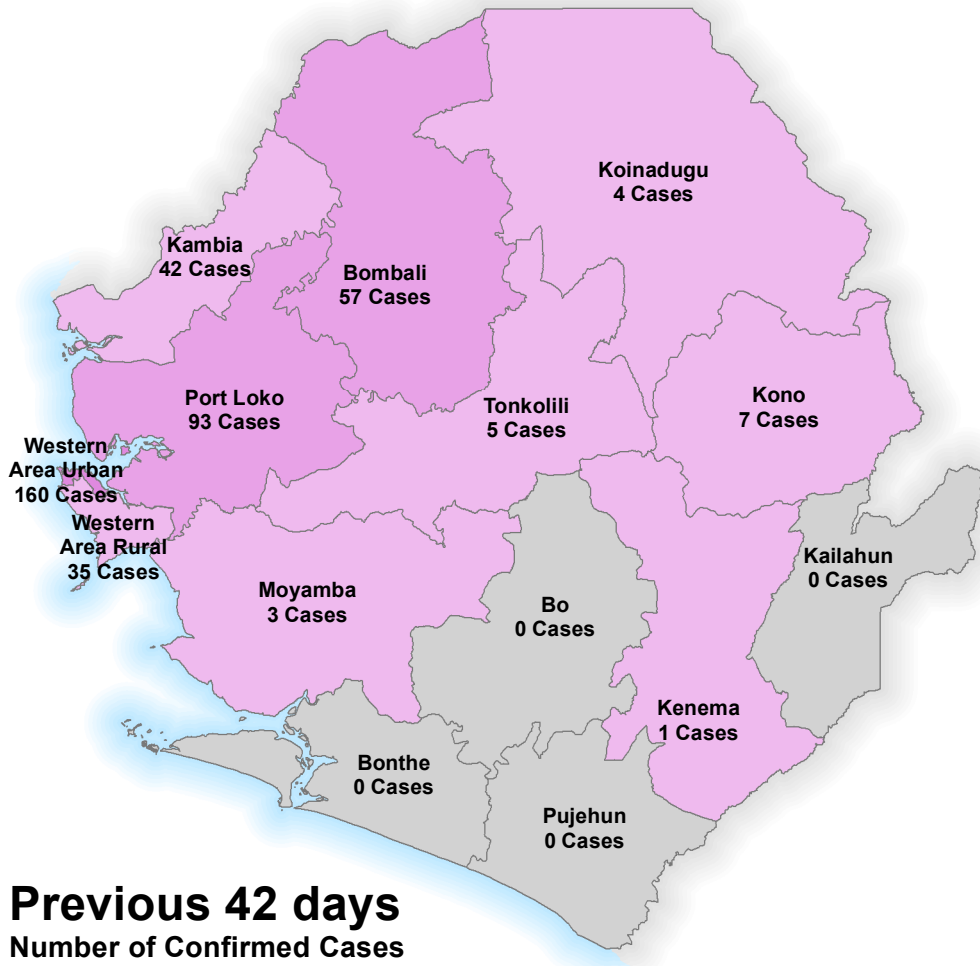 Koinadugu
4 Cases
Kambia
42 Cases
Bombali
57 Cases
Port Loko
93 Cases
Tonkolili
5 Cases
Kono
7 Cases
Western
Area Urban
160 Cases
Western
Area Rural
35 Cases
Kailahun
0 Cases
Moyamba
3 Cases
Bo
0 Cases
Kenema
1 Cases
Bonthe
0 Cases
Pujehun
0 Cases
Previous 42 days
Number of Confirmed Cases